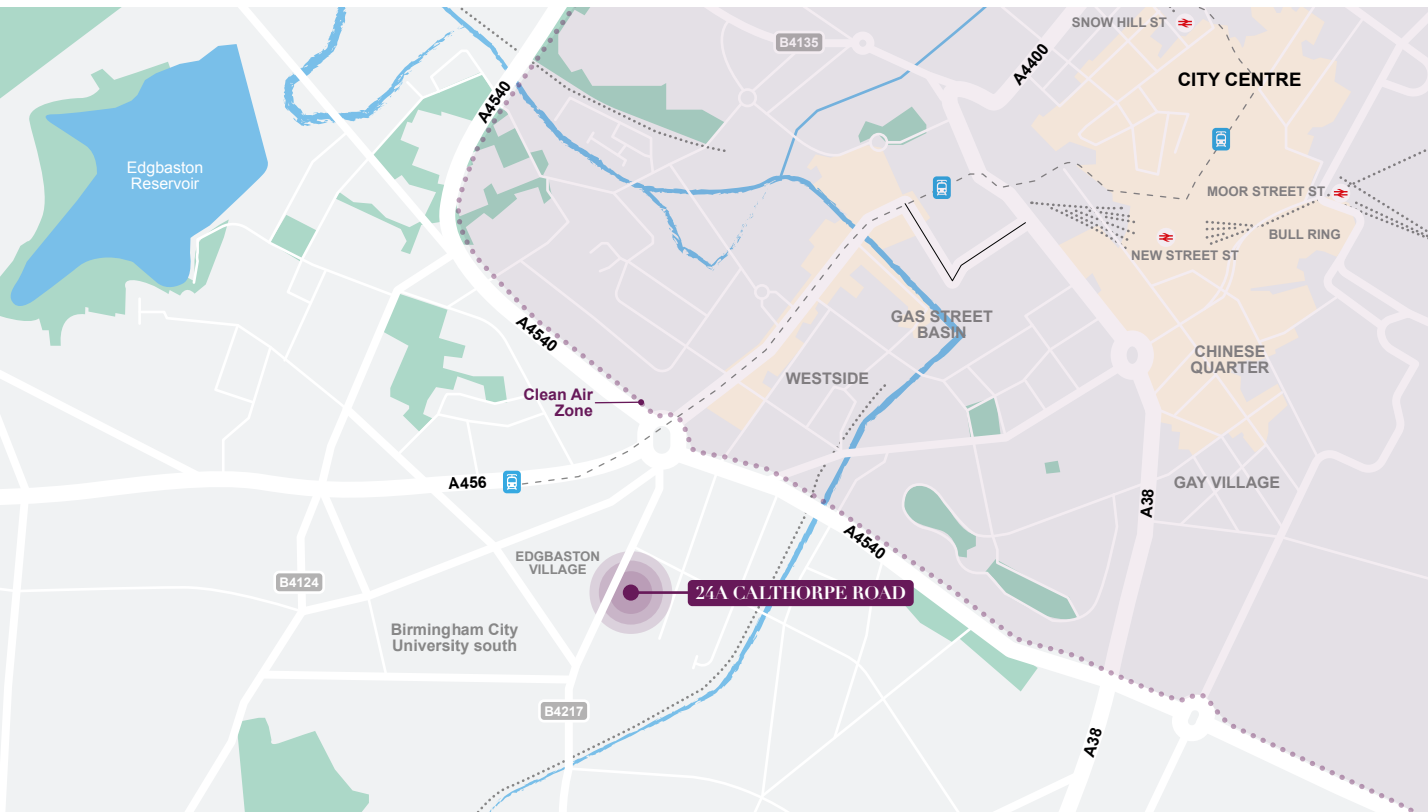 SNOW HILL ST
B4135
A4400
CITY CENTRE
A4540
Edgbaston
Reservoir
MOOR STREET ST.
BULL RING
NEW STREET ST
GAS STREET
BASIN
A4540
CHINESE
QUARTER
WESTSIDE
Clean Air
Zone
A456
GAY VILLAGE
A38
A4540
EDGBASTON
VILLAGE
B4124
24A CALTHORPE ROAD
Birmingham City
University south
B4217
A38